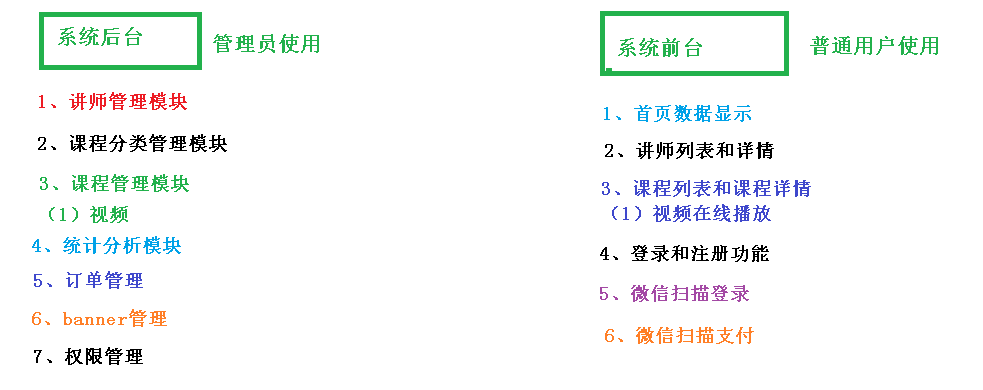 系统后台
管理员使用
1、讲师管理模块
2、课程分类管理模块
3、课程管理模块
（1）视频
4、统计分析模块
5、订单管理
6、banner管理
7、权限管理
系统前台
普通用户使用
1、首页数据显示
2、讲师列表和详情
3、课程列表和课程详情
（1）视频在线播放
4、登录和注册功能
5、微信扫描登录
6、微信扫描支付